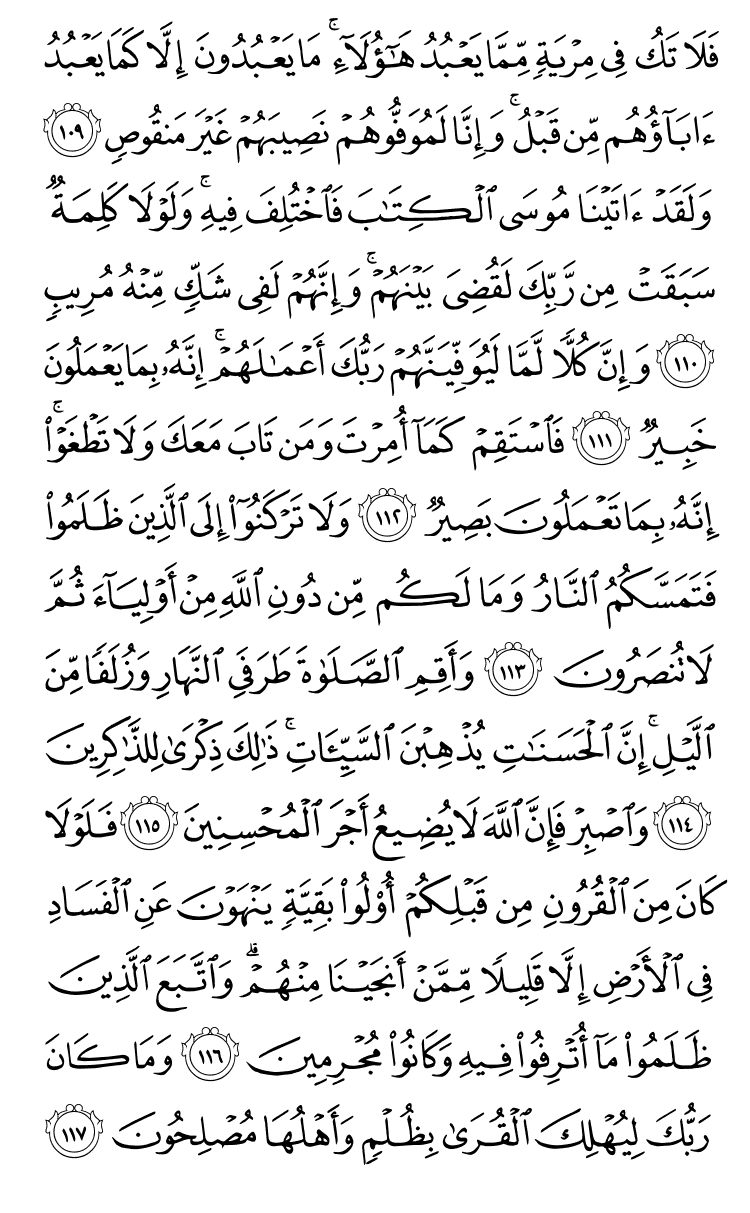 فَلَا تَكُ فِى مِرْيَةٍ مِّمَّا يَعْبُدُ هَٰٓؤُلَآءِ ۚ مَا يَعْبُدُونَ إِلَّا كَمَا يَعْبُدُ
ءَابَآؤُهُم مِّن قَبْلُ ۚ وَإِنَّا لَمُوَفُّوهُمْ نَصِيبَهُمْ غَيْرَ مَنقُوصٍ ١٠٩
وَلَقَدْ ءَاتَيْنَا مُوسَى ٱلْكِتَٰبَ فَٱخْتُلِفَ فِيهِ ۚ وَلَوْلَا كَلِمَةٌ
سَبَقَتْ مِن رَّبِّكَ لَقُضِىَ بَيْنَهُمْ ۚ وَإِنَّهُمْ لَفِى شَكٍّ مِّنْهُ مُرِيبٍ
١١٠ وَإِنَّ كُلًّا لَّمَّا لَيُوَفِّيَنَّهُمْ رَبُّكَ أَعْمَٰلَهُمْ ۚ إِنَّهُۥ بِمَا يَعْمَلُونَ
خَبِيرٌ ١١١ فَٱسْتَقِمْ كَمَآ أُمِرْتَ وَمَن تَابَ مَعَكَ وَلَا تَطْغَوْا۟ ۚ
إِنَّهُۥ بِمَا تَعْمَلُونَ بَصِيرٌ ١١٢ وَلَا تَرْكَنُوٓا۟ إِلَى ٱلَّذِينَ ظَلَمُوا۟
فَتَمَسَّكُمُ ٱلنَّارُ وَمَا لَكُم مِّن دُونِ ٱللَّهِ مِنْ أَوْلِيَآءَ ثُمَّ
لَا تُنصَرُونَ ١١٣ وَأَقِمِ ٱلصَّلَوٰةَ طَرَفَىِ ٱلنَّهَارِ وَزُلَفًا مِّنَ
ٱلَّيْلِ ۚ إِنَّ ٱلْحَسَنَٰتِ يُذْهِبْنَ ٱلسَّيِّـَٔاتِ ۚ ذَٰلِكَ ذِكْرَىٰ لِلذَّٰكِرِينَ
١١٤ وَٱصْبِرْ فَإِنَّ ٱللَّهَ لَا يُضِيعُ أَجْرَ ٱلْمُحْسِنِينَ ١١٥ فَلَوْلَا
كَانَ مِنَ ٱلْقُرُونِ مِن قَبْلِكُمْ أُو۟لُوا۟ بَقِيَّةٍ يَنْهَوْنَ عَنِ ٱلْفَسَادِ
فِى ٱلْأَرْضِ إِلَّا قَلِيلًا مِّمَّنْ أَنجَيْنَا مِنْهُمْ ۗ وَٱتَّبَعَ ٱلَّذِينَ
ظَلَمُوا۟ مَآ أُتْرِفُوا۟ فِيهِ وَكَانُوا۟ مُجْرِمِينَ ١١٦ وَمَا كَانَ
رَبُّكَ لِيُهْلِكَ ٱلْقُرَىٰ بِظُلْمٍ وَأَهْلُهَا مُصْلِحُونَ ١١٧